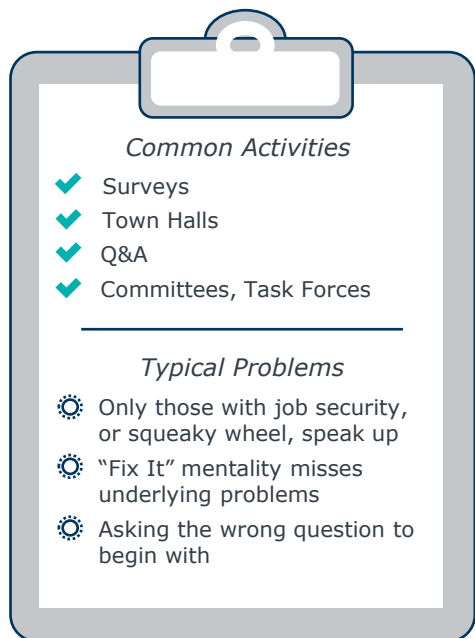 Common Activities
Surveys
Town Halls
Q&A
Committees, Task Forces
Typical Problems
Only those with job security,
or squeaky wheel, speak up
“Fix It” mentality misses
underlying problems
Asking the wrong question to
begin with